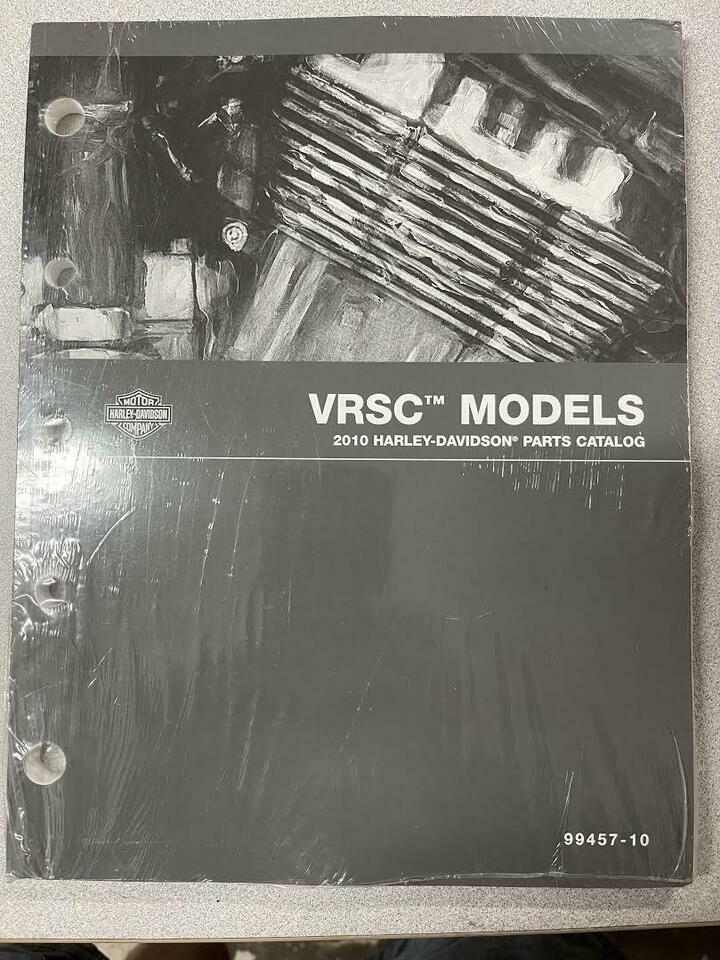 MOTOR
HARLEY-DAVIDSON
COMPANY
VRSC™ MODELS
2010 HARLEY-DAVIDSON® PARTS CATALOG
99457-10